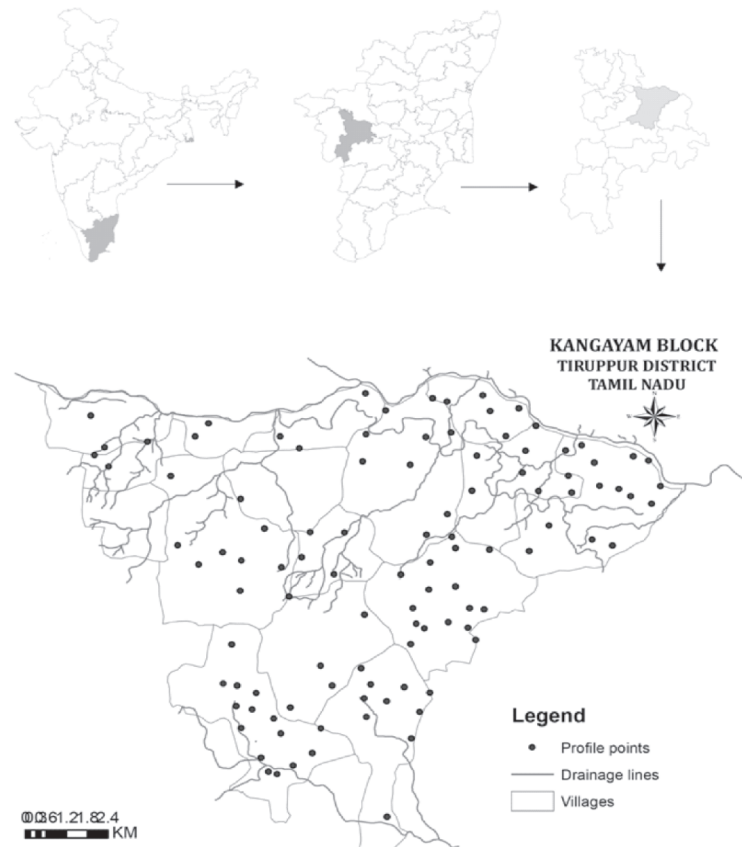 KANGAYAM BLOCK
TIRUPPUR DISTRICT
TAMIL NADU
Legend
Profile points
Drainage lines
Villages
KM